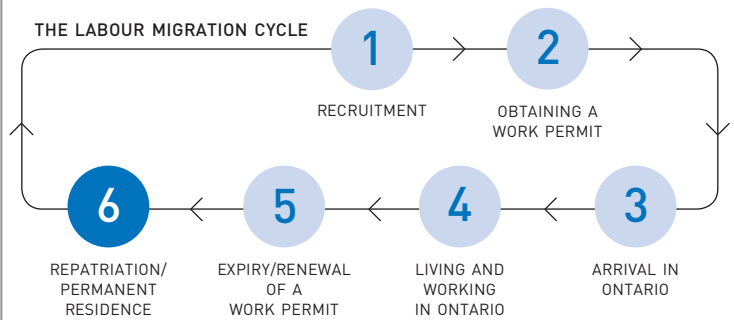 THE LABOUR MIGRATION CYCLE
1
RECRUITMENT
2
OBTAINING A
WORK PERMIT
3
ARRIVAL IN
ONTARIO
4
LIVING AND
WORKING
IN ONTARIO
5
EXPIRY/RENEWAL
OF A
WORK PERMIT
6
REPATRIATION/
PERMANENT
RESIDENCE